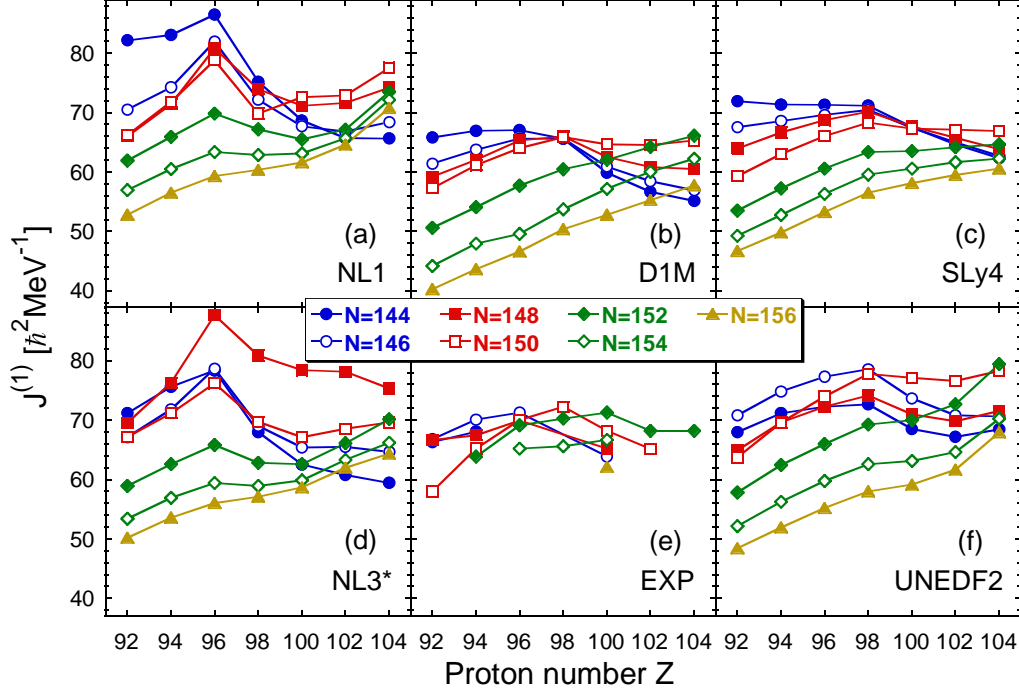 80
70
60
50
40
(a)
NL1
(b)
D1M
(c)
SLy4
J(1) [ħ2MeV-1]
N=144
N=148
N=152
N=156
N=146
N=150
N=154
80
70
60
50
40
(d)
NL3*
(e)
EXP
(f)
UNEDF2
92 94 96 98 100 102 104
92 94 96 98 100 102 104
92 94 96 98 100 102 104
Proton number Z